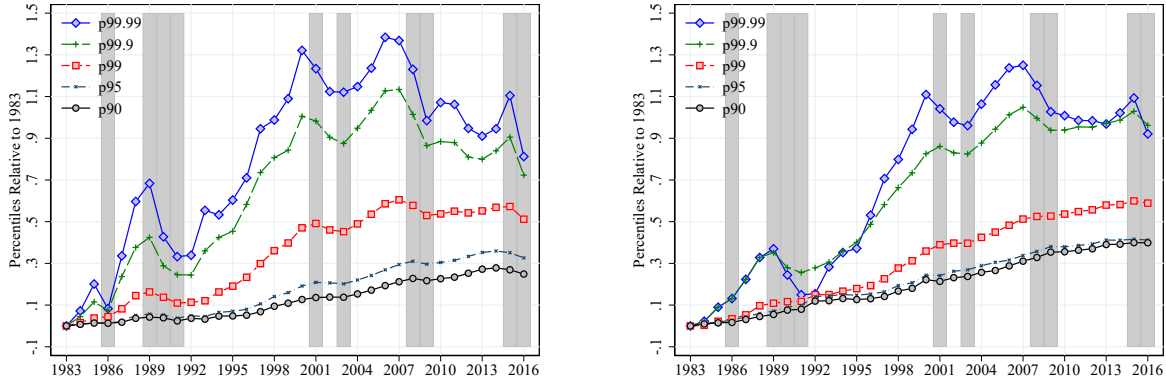 Percentiles Relative to 1983
-.1 .1 .3 .5 .7 .9 1.1 1.3 1.5
p99.99
p99.9
p99
p95
p90
1983 1986 1989 1992 1995 1998 2001 2004 2007 2010 2013 2016
Percentiles Relative to 1983
-.1 .1 .3 .5 .7 .9 1.1 1.3 1.5
p99.99
p99.9
p99
p95
p90
1983 1986 1989 1992 1995 1998 2001 2004 2007 2010 2013 2016